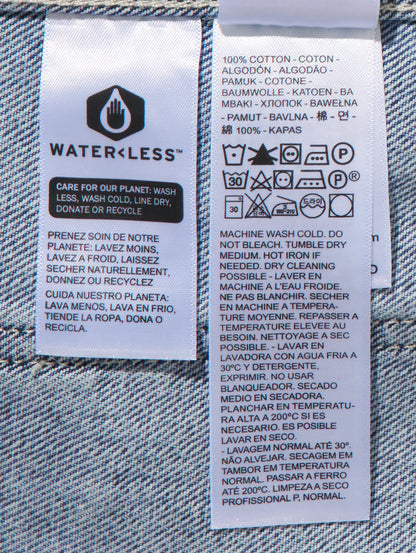 WATER<LESS™
CARE FOR OUR PLANET: WASH
LESS, WASH COLD, LINE DRY,
DONATE OR RECYCLE
PRENEZ SOIN DE NOTRE
PLANETE: LAVEZ MOINS,
LAVEZ A FROID, LAISSEZ
SECHER NATURELLEMENT,
DONNEZ OU RECYCLEZ
CUIDA NUESTRO PLANETA:
LAVA MENOS, LAVA EN FRIO,
TIENDE LA ROPA, DONA O
RECICLA.
100% COTTON - COTON -
ALGODÓN - ALGODÃO -
PAMUK - COTONE -
BAUMWOLLE - KATOEN - BA
MBAKI - ХЛОПОК - BAWEŁNA
- PAMUT - BAVLNA - 棉 - 면 -
綿 100% - KAPAS
P
30 P ®
30 180-210
MACHINE WASH COLD. DO
NOT BLEACH. TUMBLE DRY
MEDIUM. HOT IRON IF
NEEDED. DRY CLEANING
POSSIBLE - LAVER EN
MACHINE A L'EAU FROIDE.
NE PAS BLANCHIR. SECHER
EN MACHINE A TEMPERA-
TURE MOYENNE. REPASSER A
TEMPERATURE ELEVEE AU
BESOIN. NETTOYAGE A SEC
POSSIBLE. - LAVAR EN
LAVADORA CON AGUA FRIA A
30ºC Y DETERGENTE,
EXPRIMIR. NO USAR
BLANQUEADOR. SECADO
MEDIO EN SECADORA.
PLANCHAR EN TEMPERATU-
RA ALTA A 200ºC SI ES
NECESARIO. ES POSIBLE
LAVAR EN SECO.
- LAVAGEM NORMAL ATÉ 30º.
NÃO ALVEJAR. SECAGEM EM
TAMBOR EM TEMPERATURA
NORMAL. PASSAR A FERRO
ATÉ 200ºC. LIMPEZA A SECO
PROFISSIONAL P, NORMAL.
m
O